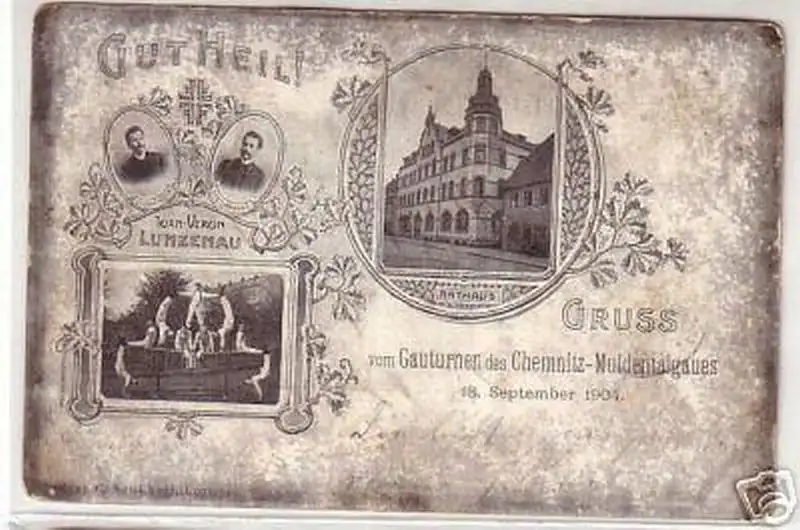 GUT HEIL!
TURN-VEREIN
LUNZENAU
RATHAUS
GRUSS
vom Gauturnen des Chemnitz-Muldentalgaues
18. September 1904.